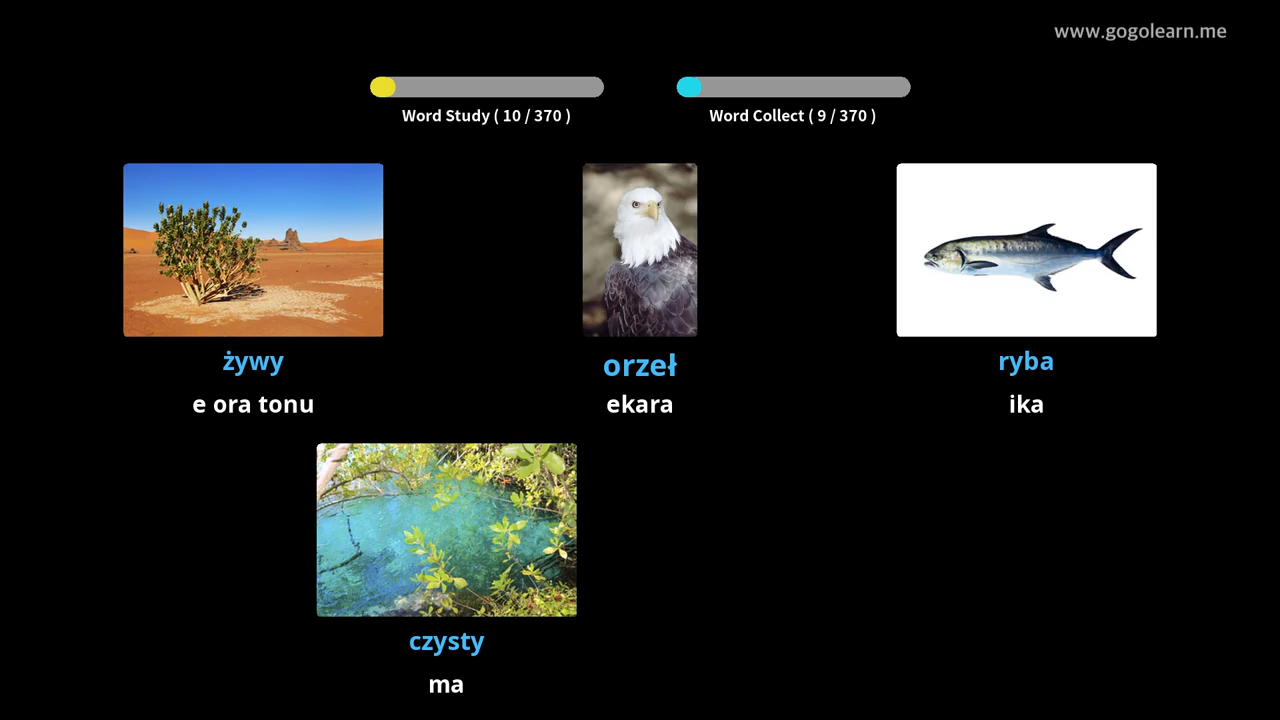 www.gogolearn.me
Word Study ( 10 / 370 )
Word Collect ( 9 / 370 )
żywy
orzeł
ryba
e ora tonu
ekara
ika
czysty
ma